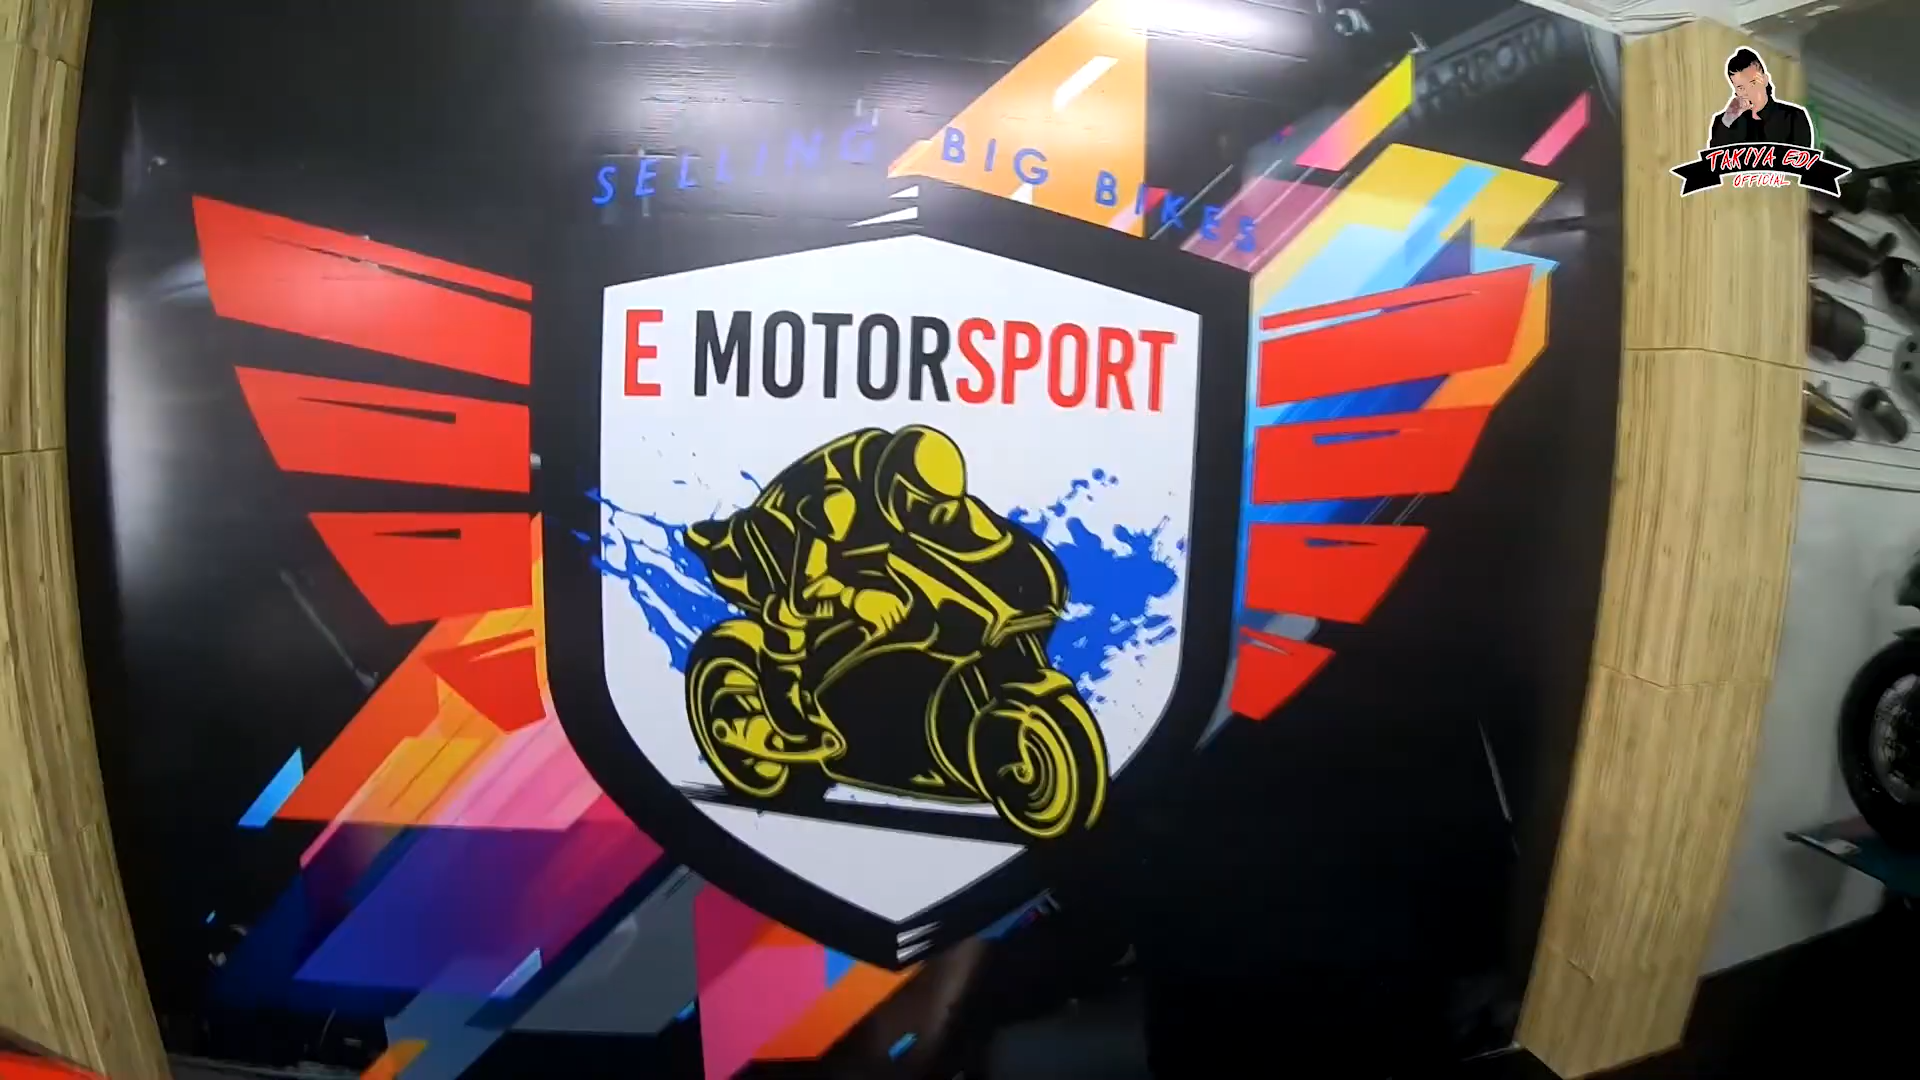 SELLING BIG BIKES
E MOTORSPORT
TAKIYA EDI
OFFICIAL